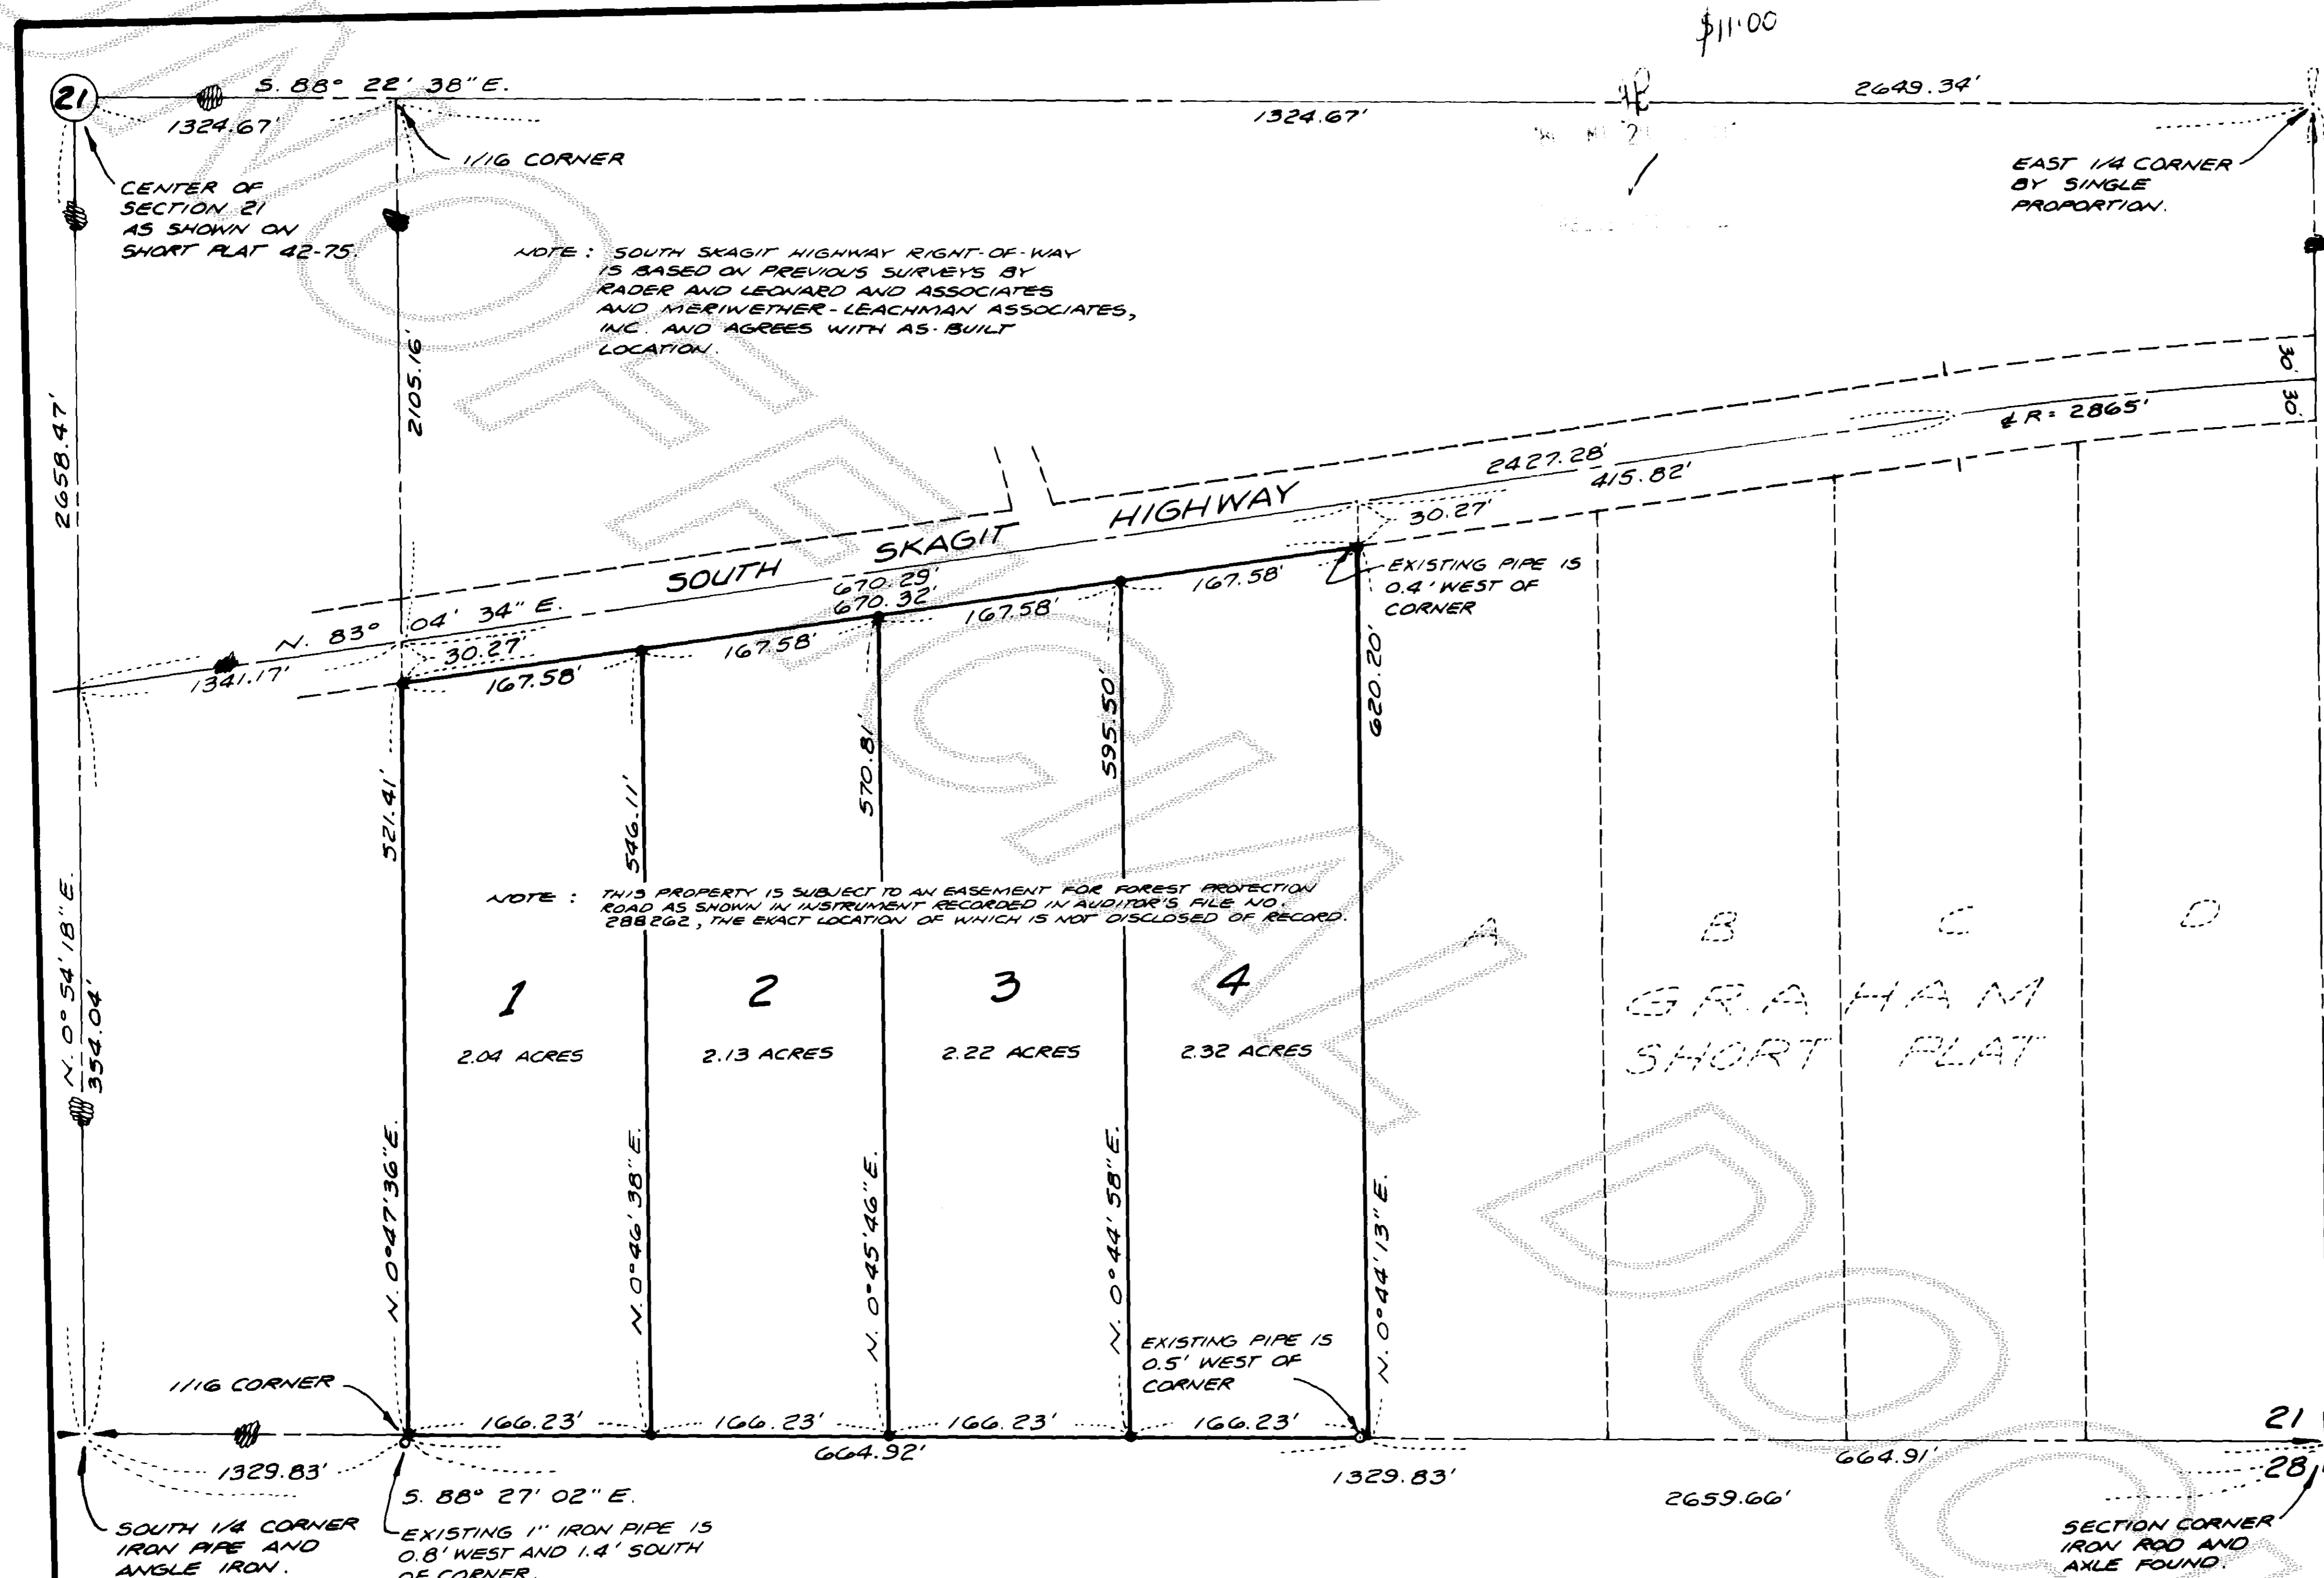 $11.00
21
S. 88° 22' 38" E.
1324.67'
1324.67'
2649.34'
1/16 CORNER
CENTER OF
SECTION 21
AS SHOWN ON
SHORT PLAT 42-75.
EAST 1/4 CORNER
BY SINGLE
PROPORTION.
NOTE : SOUTH SKAGIT HIGHWAY RIGHT-OF-WAY
IS BASED ON PREVIOUS SURVEYS BY
RADER AND LEONARD AND ASSOCIATES
AND MERIWETHER-LEACHMAN ASSOCIATES,
INC. AND AGREES WITH AS-BUILT
LOCATION.
2658.47'
2105.16'
30'
30'
℄ R= 2865'
2427.28'
415.82'
30.27'
SOUTH SKAGIT HIGHWAY
N. 83° 04' 34" E.
670.29'
670.32'
1341.17'
30.27'
167.58'
167.58'
167.58'
167.58'
EXISTING PIPE IS
0.4' WEST OF
CORNER
521.41'
546.11'
570.81'
595.50'
620.20'
NOTE : THIS PROPERTY IS SUBJECT TO AN EASEMENT FOR FOREST PROTECTION
ROAD AS SHOWN IN INSTRUMENT RECORDED IN AUDITOR'S FILE NO.
288262, THE EXACT LOCATION OF WHICH IS NOT DISCLOSED OF RECORD.
A B C D
GRAHAM
SHORT PLAT
1 2 3 4
2.04 ACRES
2.13 ACRES
2.22 ACRES
2.32 ACRES
N. 0° 54' 18" E.
354.04'
N. 0°47'36"E.
N. 0°46'38"E.
N. 0°45'46"E.
N. 0°44'58"E.
N. 0°44'13"E.
EXISTING PIPE IS
0.5' WEST OF
CORNER
1/16 CORNER
166.23'
166.23'
166.23'
166.23'
664.92'
664.91'
21
28
1329.83'
1329.83'
2659.66'
S. 88° 27' 02" E.
SOUTH 1/4 CORNER
IRON PIPE AND
ANGLE IRON.
EXISTING 1" IRON PIPE IS
0.8' WEST AND 1.4' SOUTH
OF CORNER.
SECTION CORNER
IRON ROD AND
AXLE FOUND.
UNOFFICIAL DOC